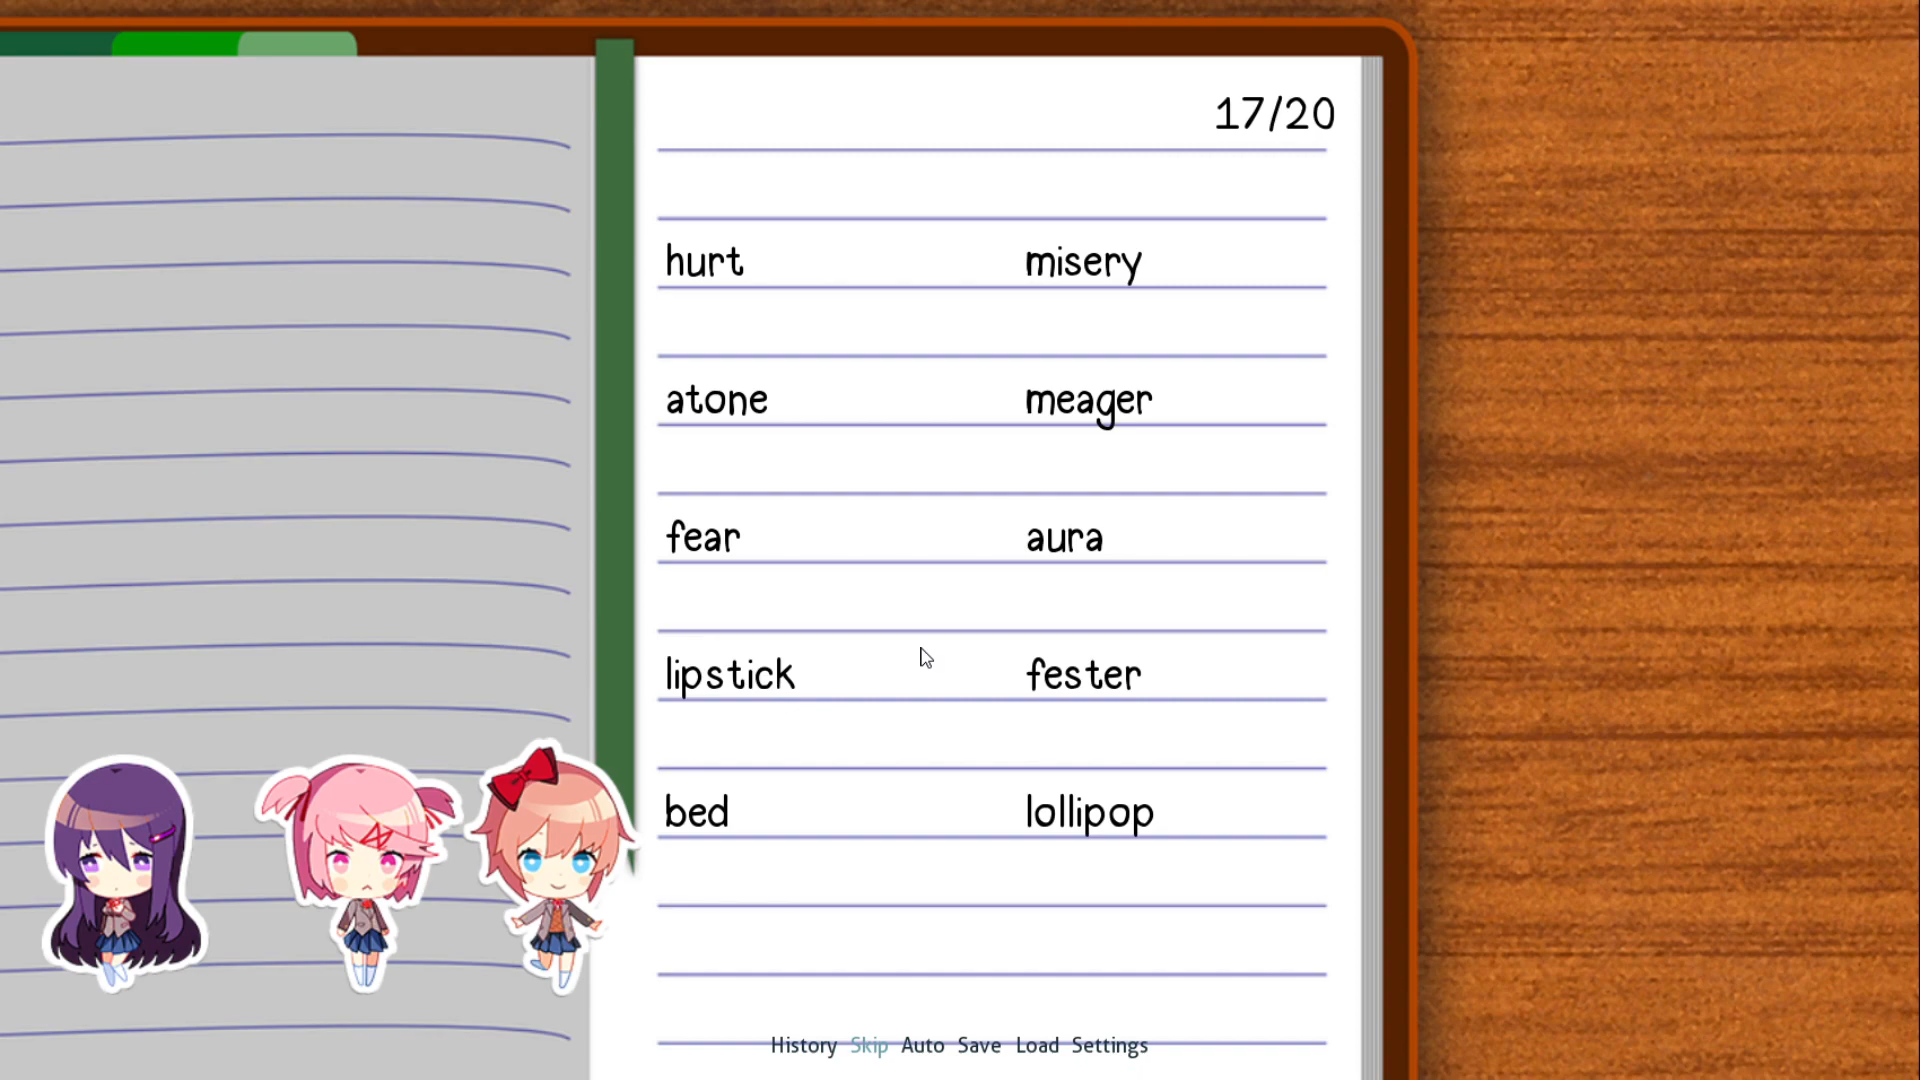 17/20
hurt misery
atone meager
fear aura
lipstick fester
bed lollipop
History Skip Auto Save Load Settings